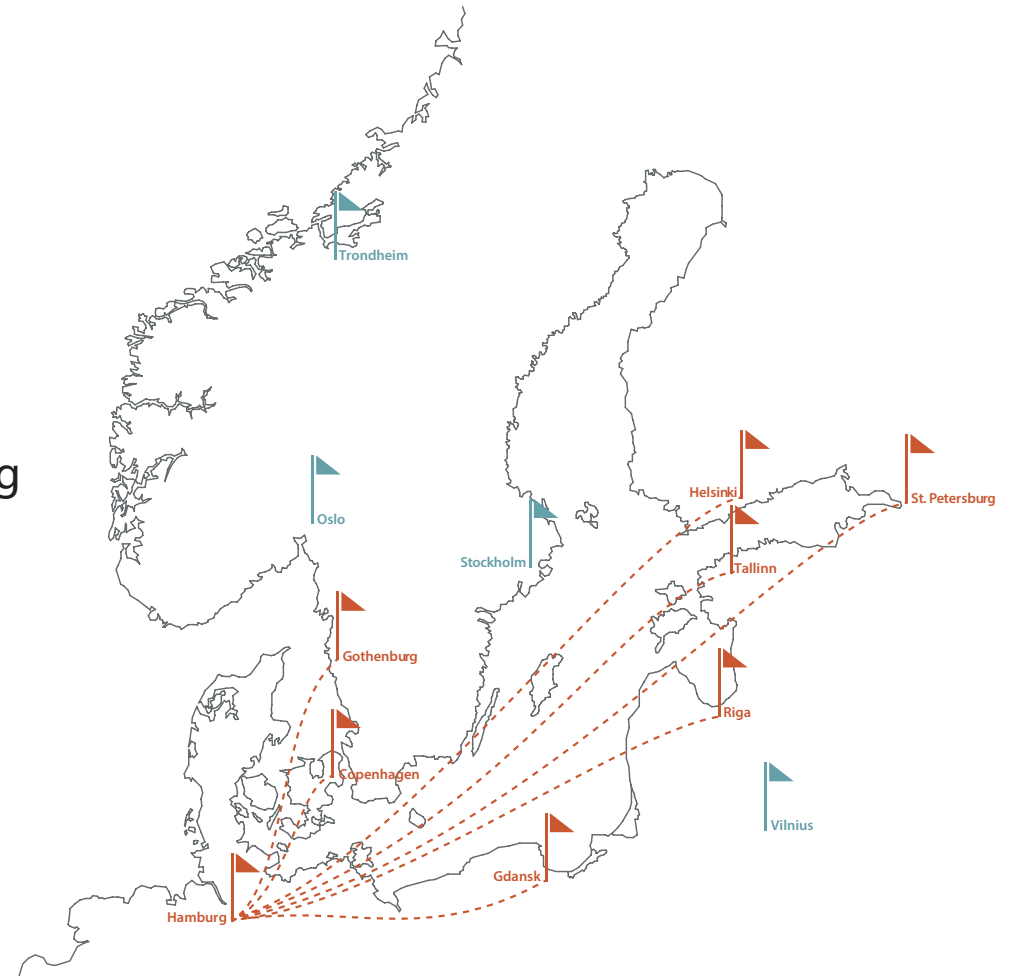 Trondheim
g
Helsinki
St. Petersburg
Oslo
Stockholm
Tallinn
Gothenburg
Riga
Copenhagen
Vilnius
Gdansk
Hamburg